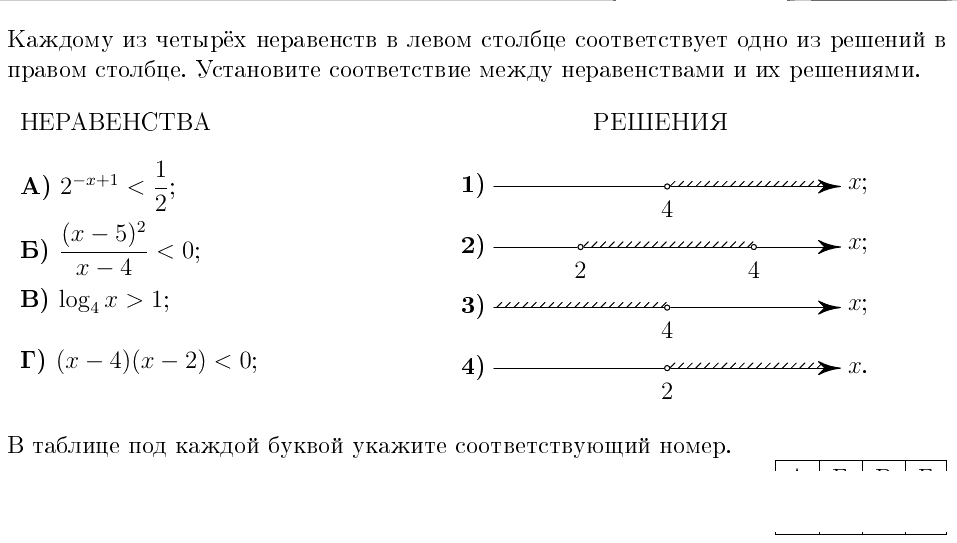 Каждому из четырёх неравенств в левом столбце соответствует одно из решений в
правом столбце. Установите соответствие между неравенствами и их решениями.
НЕРАВЕНСТВА
А) 2^{-x+1} < \frac{1}{2};
Б) \frac{(x − 5)^2}{x − 4} < 0;
В) log_4 x > 1;
Г) (x − 4)(x − 2) < 0;
РЕШЕНИЯ
1) x;
4
2) x;
2 4
3) x;
4
4) x.
2
В таблице под каждой буквой укажите соответствующий номер.